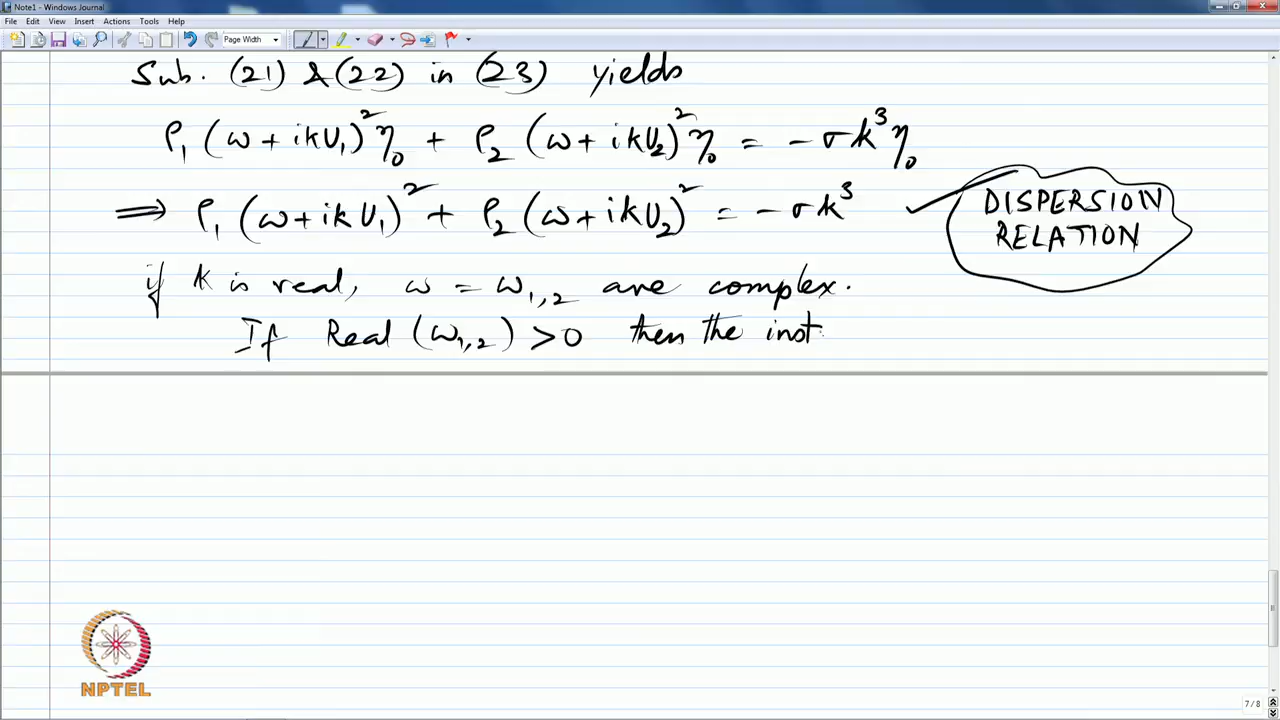 Note1 - Windows Journal
File Edit View Insert Actions Tools Help
Page Width
Sub. (21) & (22) in (23) yields
ρ₁ (ω + ikU₁)² η₀ + ρ₂ (ω + ikU₂)² η₀ = - σk³ η₀
⇒ ρ₁ (ω + ikU₁)² + ρ₂ (ω + ikU₂)² = - σk³
DISPERSION
RELATION
if k is real, ω = ω₁,₂ are complex.
If Real (ω₁,₂) > 0 then the inst
NPTEL
7 / 8